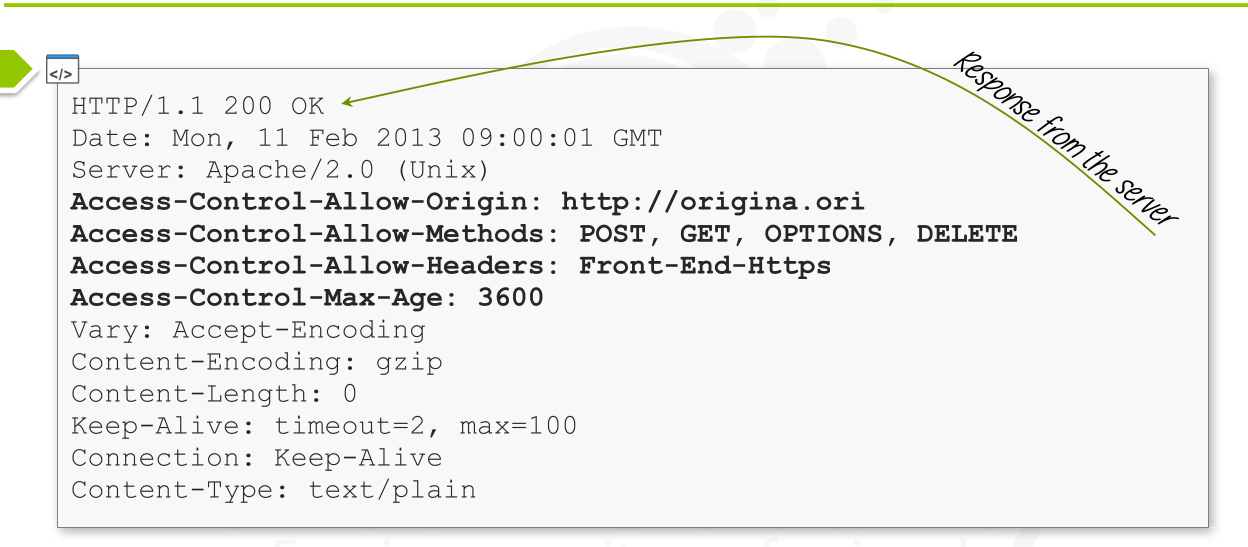 </>
Response from the server
HTTP/1.1 200 OK
Date: Mon, 11 Feb 2013 09:00:01 GMT
Server: Apache/2.0 (Unix)
Access-Control-Allow-Origin: http://origina.ori
Access-Control-Allow-Methods: POST, GET, OPTIONS, DELETE
Access-Control-Allow-Headers: Front-End-Https
Access-Control-Max-Age: 3600
Vary: Accept-Encoding
Content-Encoding: gzip
Content-Length: 0
Keep-Alive: timeout=2, max=100
Connection: Keep-Alive
Content-Type: text/plain